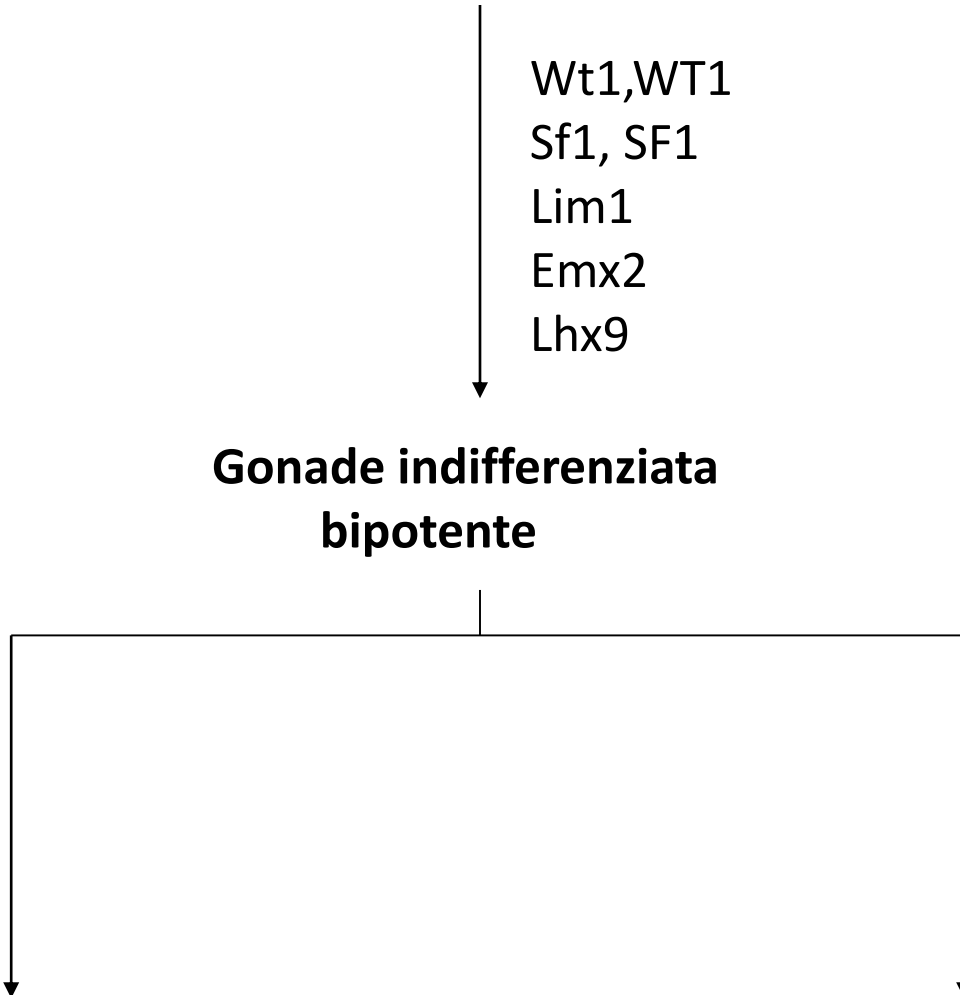 Wt1,WT1
Sf1, SF1
Lim1
Emx2
Lhx9
Gonade indifferenziata
bipotente